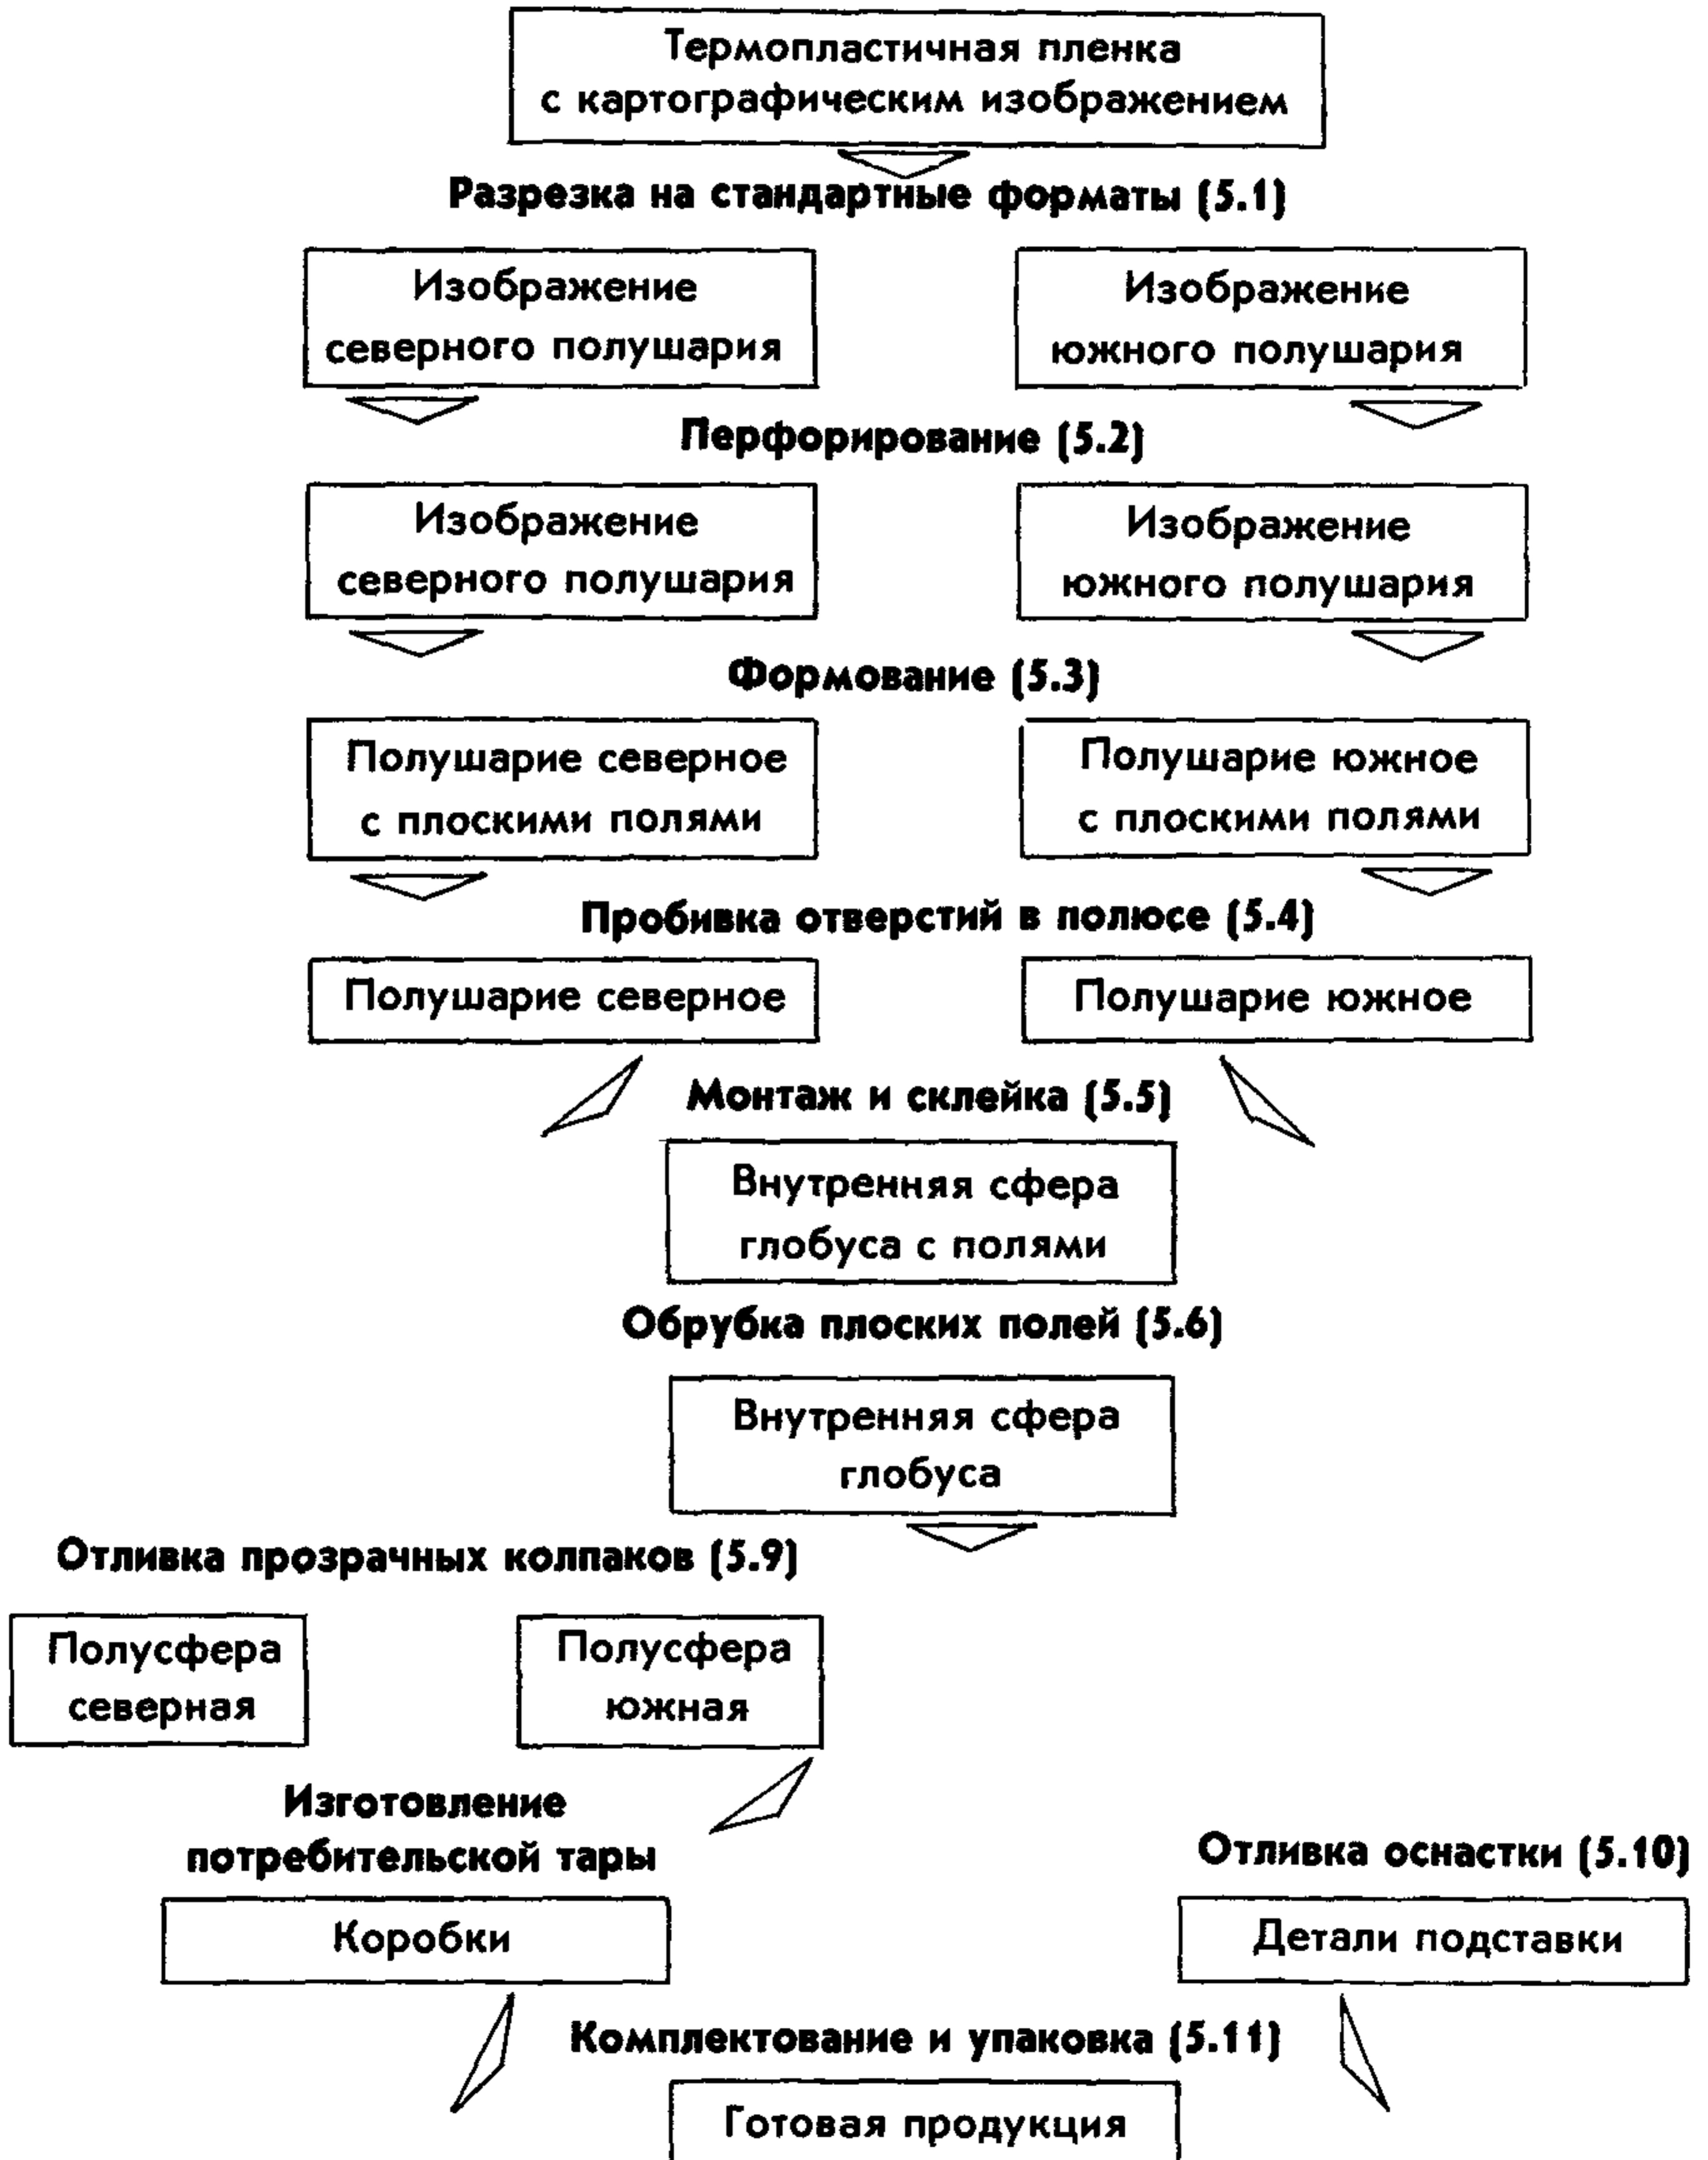 Термопластичная пленка
с картографическим изображением
Разрезка на стандартные форматы (5.1)
Изображение
северного полушария
Изображение
южного полушария
Перфорирование (5.2)
Изображение
северного полушария
Изображение
южного полушария
Формование (5.3)
Полушарие северное
с плоскими полями
Полушарие южное
с плоскими полями
Пробивка отверстий в полюсе (5.4)
Полушарие северное
Полушарие южное
Монтаж и склейка (5.5)
Внутренняя сфера
глобуса с полями
Обрубка плоских полей (5.6)
Внутренняя сфера
глобуса
Отливка прозрачных колпаков (5.9)
Полусфера
северная
Полусфера
южная
Изготовление
потребительской тары
Отливка оснастки (5.10)
Коробки
Детали подставки
Комплектование и упаковка (5.11)
Готовая продукция